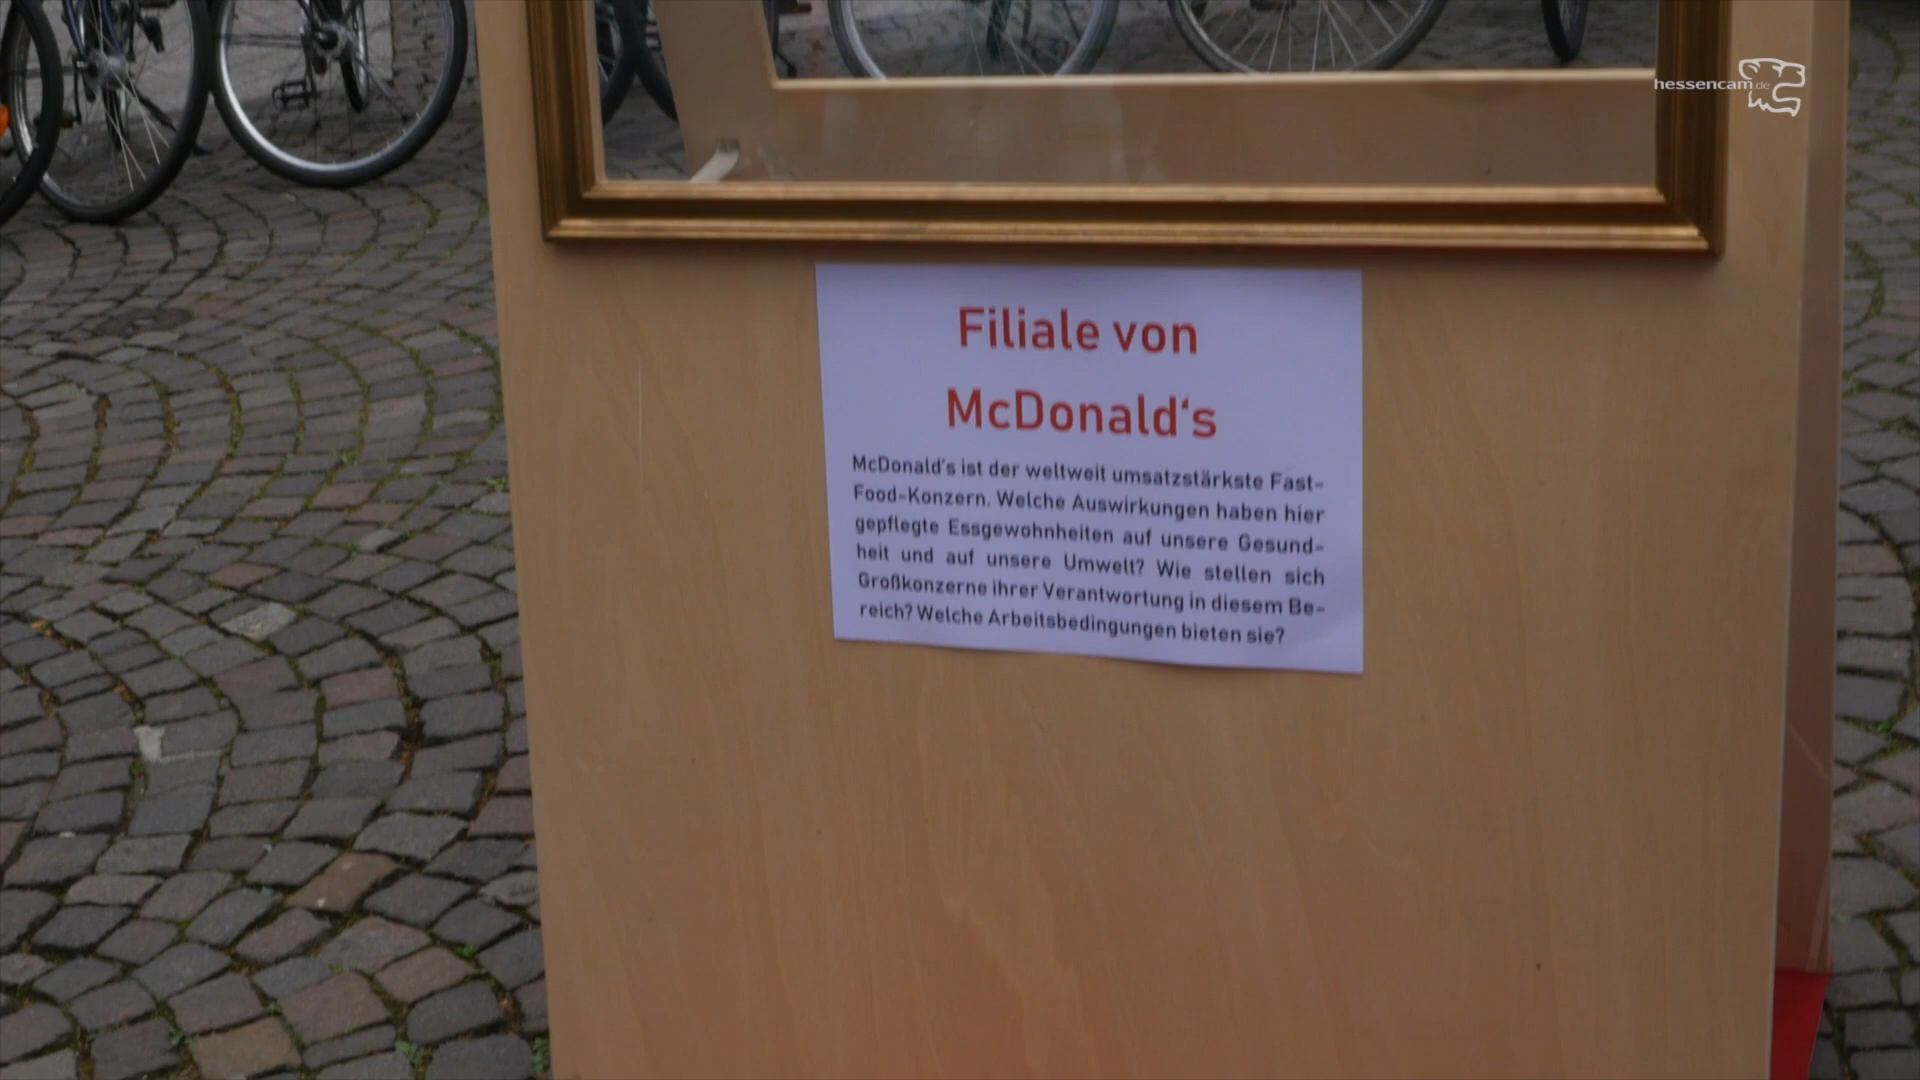 hessencam.de
Filiale von
McDonald‘s
McDonald‘s ist der weltweit umsatzstärkste Fast-
Food-Konzern. Welche Auswirkungen haben hier
gepflegte Essgewohnheiten auf unsere Gesund-
heit und auf unsere Umwelt? Wie stellen sich
Großkonzerne ihrer Verantwortung in diesem Be-
reich? Welche Arbeitsbedingungen bieten sie?